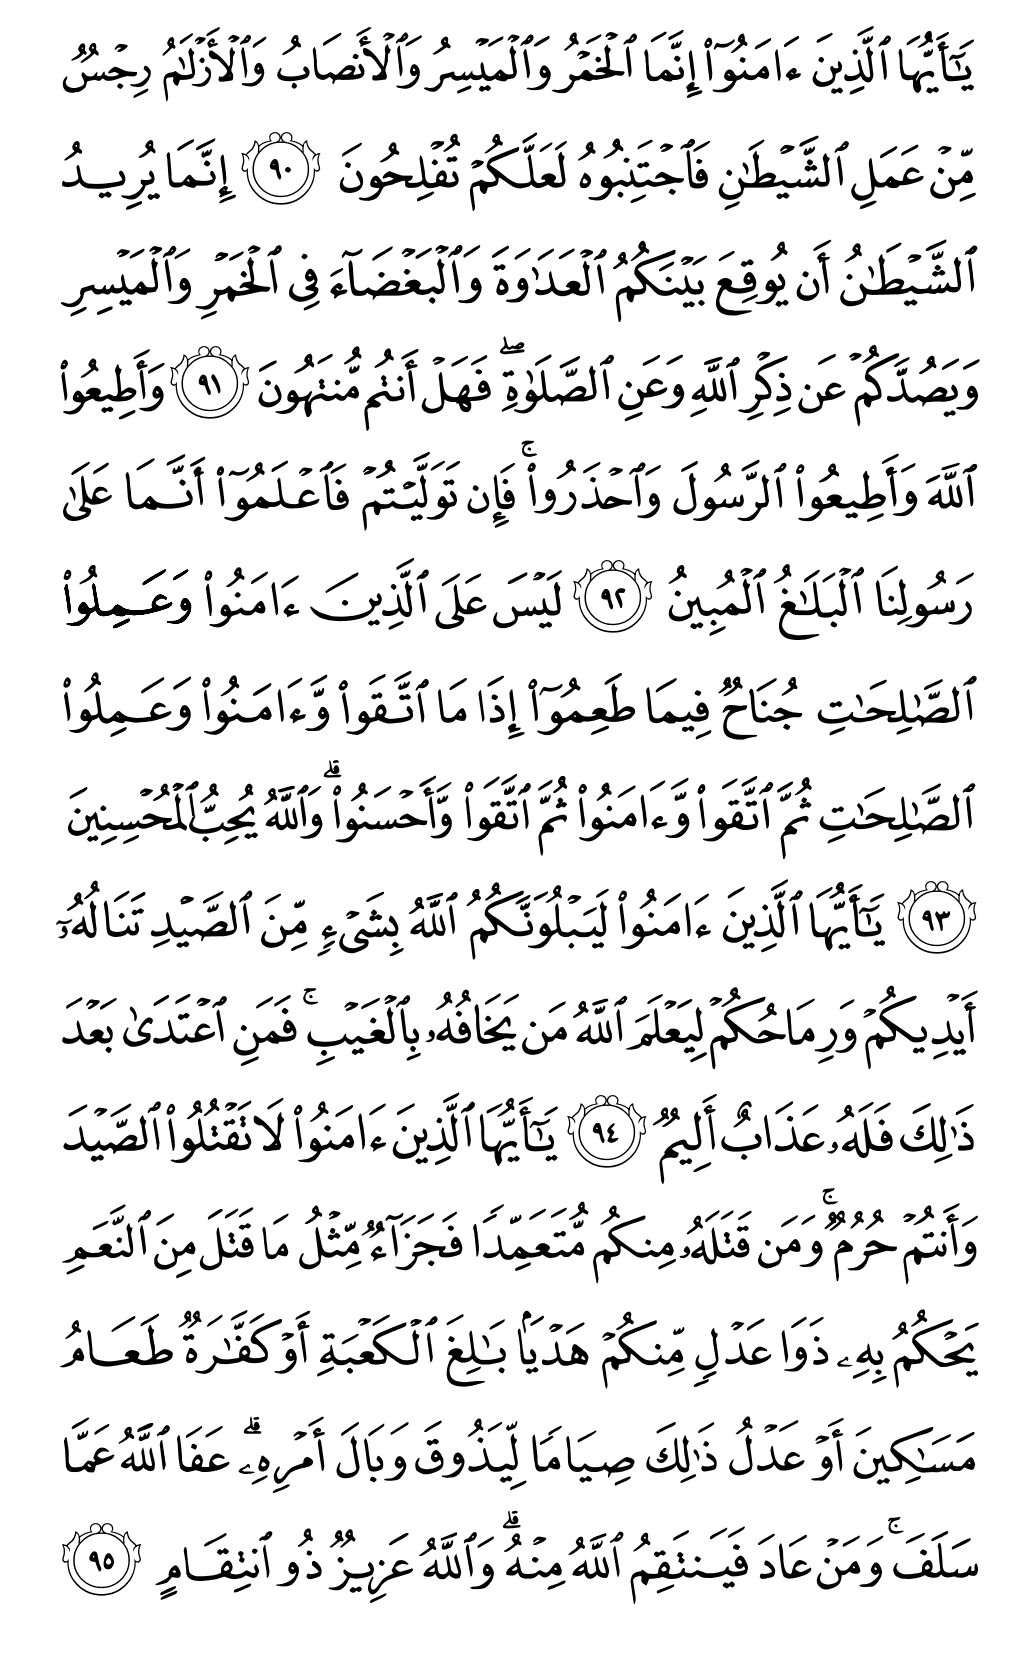 يَٰٓأَيُّهَا ٱلَّذِينَ ءَامَنُوٓا۟ إِنَّمَا ٱلْخَمْرُ وَٱلْمَيْسِرُ وَٱلْأَنصَابُ وَٱلْأَزْلَٰمُ رِجْسٌ
مِّنْ عَمَلِ ٱلشَّيْطَٰنِ فَٱجْتَنِبُوهُ لَعَلَّكُمْ تُفْلِحُونَ ٩٠ إِنَّمَا يُرِيدُ
ٱلشَّيْطَٰنُ أَن يُوقِعَ بَيْنَكُمُ ٱلْعَدَٰوَةَ وَٱلْبَغْضَآءَ فِى ٱلْخَمْرِ وَٱلْمَيْسِرِ
وَيَصُدَّكُمْ عَن ذِكْرِ ٱللَّهِ وَعَنِ ٱلصَّلَوٰةِ ۖ فَهَلْ أَنتُم مُّنتَهُونَ ٩١ وَأَطِيعُوا۟
ٱللَّهَ وَأَطِيعُوا۟ ٱلرَّسُولَ وَٱحْذَرُوا۟ ۚ فَإِن تَوَلَّيْتُمْ فَٱعْلَمُوٓا۟ أَنَّمَا عَلَىٰ
رَسُولِنَا ٱلْبَلَٰغُ ٱلْمُبِينُ ٩٢ لَيْسَ عَلَى ٱلَّذِينَ ءَامَنُوا۟ وَعَمِلُوا۟
ٱلصَّٰلِحَٰتِ جُنَاحٌ فِيمَا طَعِمُوٓا۟ إِذَا مَا ٱتَّقَوا۟ وَّءَامَنُوا۟ وَعَمِلُوا۟
ٱلصَّٰلِحَٰتِ ثُمَّ ٱتَّقَوا۟ وَّءَامَنُوا۟ ثُمَّ ٱتَّقَوا۟ وَّأَحْسَنُوا۟ ۗ وَٱللَّهُ يُحِبُّ ٱلْمُحْسِنِينَ
٩٣ يَٰٓأَيُّهَا ٱلَّذِينَ ءَامَنُوا۟ لَيَبْلُوَنَّكُمُ ٱللَّهُ بِشَىْءٍ مِّنَ ٱلصَّيْدِ تَنَالُهُۥٓ
أَيْدِيكُمْ وَرِمَاحُكُمْ لِيَعْلَمَ ٱللَّهُ مَن يَخَافُهُۥ بِٱلْغَيْبِ ۚ فَمَنِ ٱعْتَدَىٰ بَعْدَ
ذَٰلِكَ فَلَهُۥ عَذَابٌ أَلِيمٌ ٩٤ يَٰٓأَيُّهَا ٱلَّذِينَ ءَامَنُوا۟ لَا تَقْتُلُوا۟ ٱلصَّيْدَ
وَأَنتُمْ حُرُمٌ ۚ وَمَن قَتَلَهُۥ مِنكُم مُّتَعَمِّدًا فَجَزَآءٌ مِّثْلُ مَا قَتَلَ مِنَ ٱلنَّعَمِ
يَحْكُمُ بِهِۦ ذَوَا عَدْلٍ مِّنكُمْ هَدْيًۢا بَٰلِغَ ٱلْكَعْبَةِ أَوْ كَفَّٰرَةٌ طَعَامُ
مَسَٰكِينَ أَوْ عَدْلُ ذَٰلِكَ صِيَامًا لِّيَذُوقَ وَبَالَ أَمْرِهِۦ ۗ عَفَا ٱللَّهُ عَمَّا
سَلَفَ ۚ وَمَنْ عَادَ فَيَنتَقِمُ ٱللَّهُ مِنْهُ ۗ وَٱللَّهُ عَزِيزٌ ذُو ٱنتِقَامٍ ٩٥